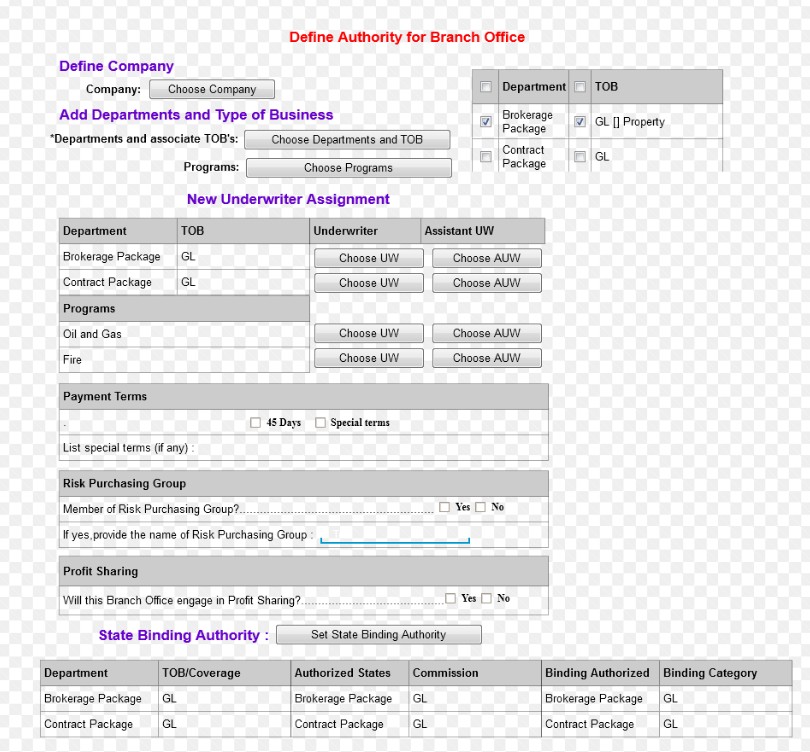 Define Authority for Branch Office
Define Company
Company: Choose Company
Add Departments and Type of Business
*Departments and associate TOB's: Choose Departments and TOB
Programs: Choose Programs
Department TOB
Brokerage Package GL [] Property
Contract Package GL
New Underwriter Assignment
Department TOB Underwriter Assistant UW
Brokerage Package GL Choose UW Choose AUW
Contract Package GL Choose UW Choose AUW
Programs
Oil and Gas Choose UW Choose AUW
Fire Choose UW Choose AUW
Payment Terms
. 45 Days Special terms
List special terms (if any) :
Risk Purchasing Group
Member of Risk Purchasing Group?.................................................... Yes No
If yes,provide the name of Risk Purchasing Group :
Profit Sharing
Will this Branch Office engage in Profit Sharing?...................................... Yes No
State Binding Authority : Set State Binding Authority
Department TOB/Coverage Authorized States Commission Binding Authorized Binding Category
Brokerage Package GL Brokerage Package GL Brokerage Package GL
Contract Package GL Contract Package GL Contract Package GL